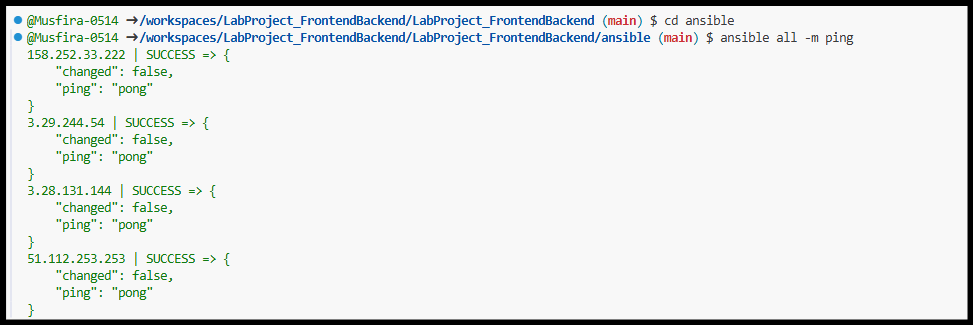 @Musfira-0514 ➜/workspaces/LabProject_FrontendBackend/LabProject_FrontendBackend (main) $ cd ansible
@Musfira-0514 ➜/workspaces/LabProject_FrontendBackend/LabProject_FrontendBackend/ansible (main) $ ansible all -m ping
158.252.33.222 | SUCCESS => {
    "changed": false,
    "ping": "pong"
}
3.29.244.54 | SUCCESS => {
    "changed": false,
    "ping": "pong"
}
3.28.131.144 | SUCCESS => {
    "changed": false,
    "ping": "pong"
}
51.112.253.253 | SUCCESS => {
    "changed": false,
    "ping": "pong"
}